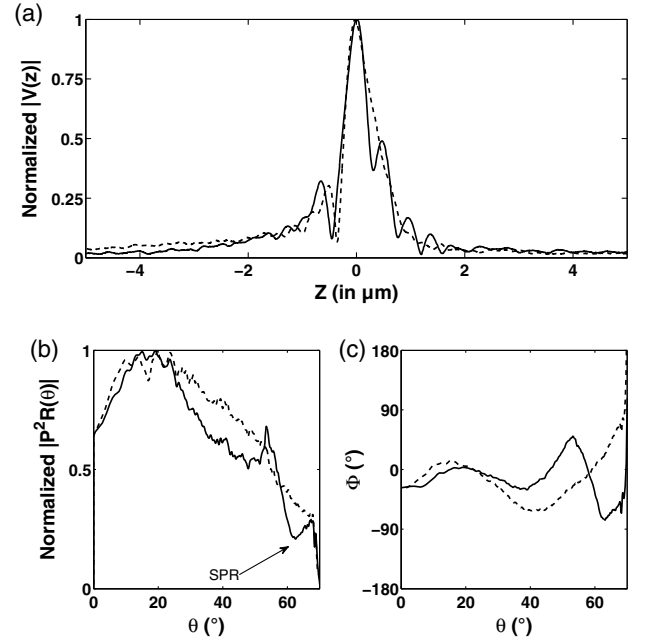 (a)
Normalized |V(z)|
1
0.75
0.5
0.25
0
−4
−2
0
2
4
Z (in µm)
(b)
Normalized |P²R(θ)|
1
0.5
0
SPR
0
20
40
60
θ (°)
(c)
Φ (°)
180
90
0
−90
−180
0
20
40
60
θ (°)